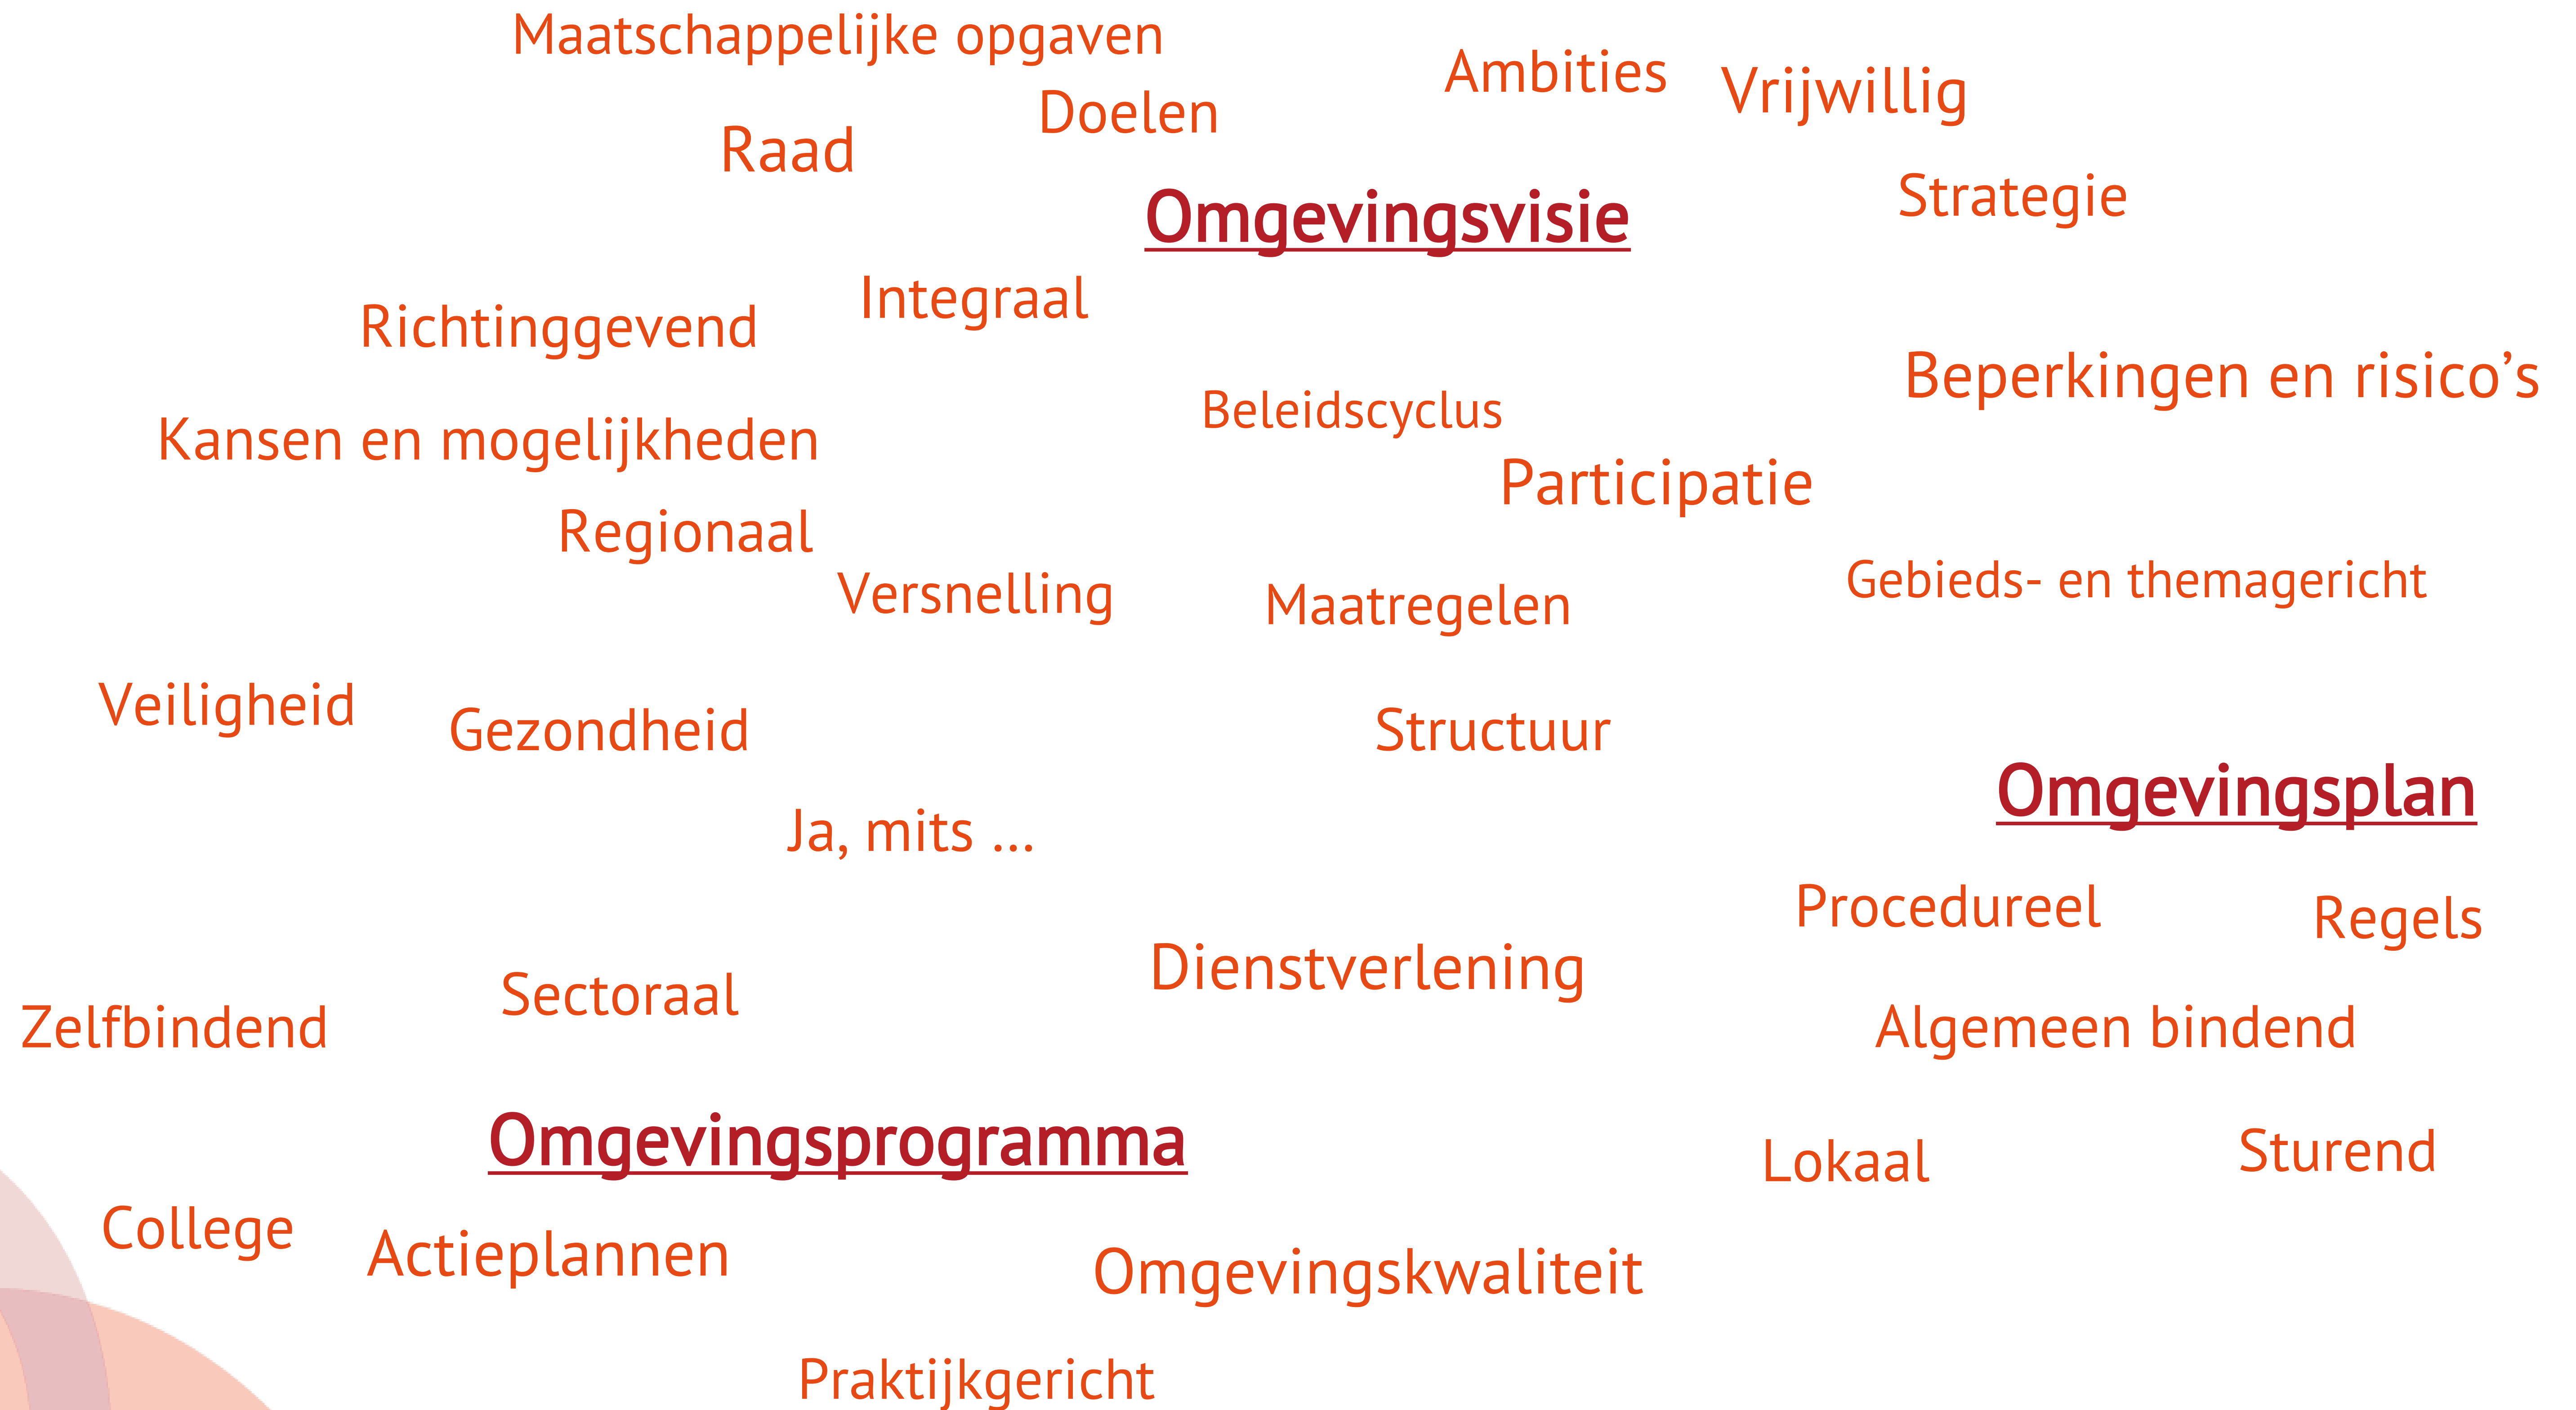 Maatschappelijke opgaven
Ambities
Vrijwillig
Doelen
Raad
Strategie
Omgevingsvisie
Integraal
Richtinggevend
Beperkingen en risico’s
Beleidscyclus
Kansen en mogelijkheden
Participatie
Regionaal
Gebieds- en themagericht
Versnelling
Maatregelen
Veiligheid
Gezondheid
Structuur
Omgevingsplan
Ja, mits ...
Procedureel
Regels
Dienstverlening
Sectoraal
Zelfbindend
Algemeen bindend
Omgevingsprogramma
Sturend
Lokaal
College
Actieplannen
Omgevingskwaliteit
Praktijkgericht